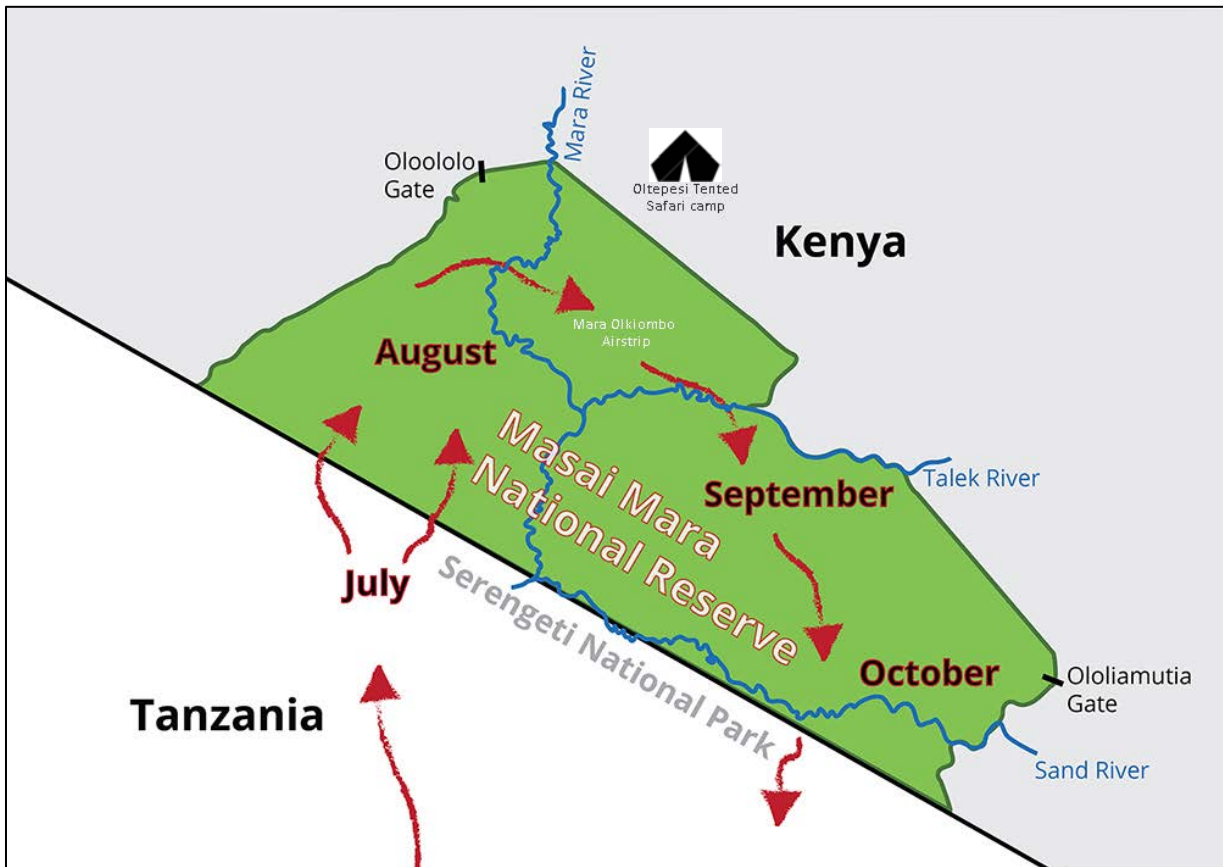 Mara River
Oloololo
Gate
Oltepesi Tented
Safari camp
Kenya
Mara Olkiombo
Airstrip
August
Masai Mara
National Reserve
Talek River
September
July
Serengeti National Park
October
Ololiamutia
Gate
Tanzania
Sand River